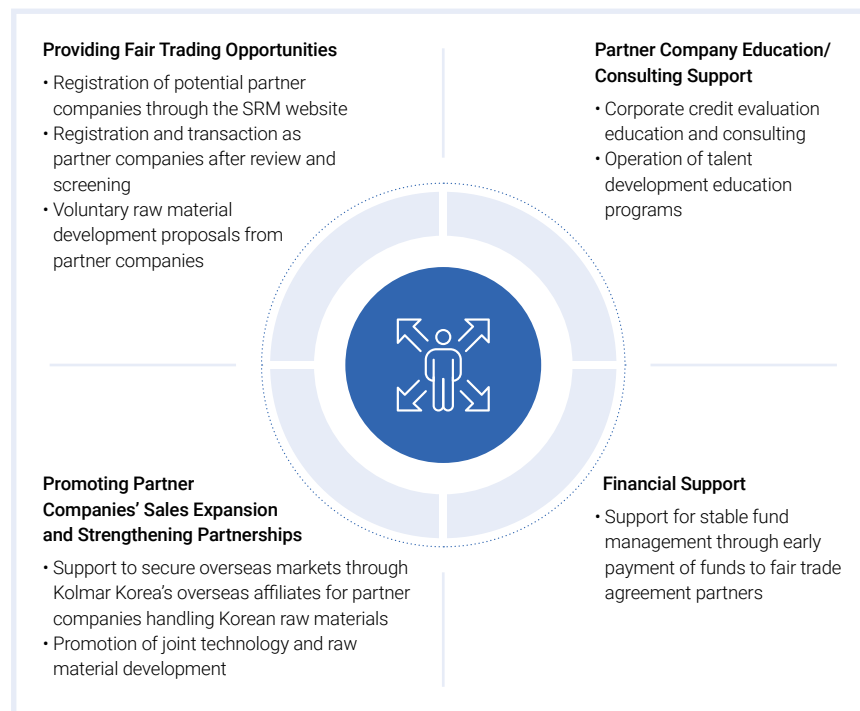 Providing Fair Trading Opportunities
• Registration of potential partner
companies through the SRM website
• Registration and transaction as
partner companies after review and
screening
• Voluntary raw material
development proposals from
partner companies
Partner Company Education/
Consulting Support
• Corporate credit evaluation
education and consulting
• Operation of talent
development education
programs
Promoting Partner
Companies’ Sales Expansion
and Strengthening Partnerships
• Support to secure overseas markets through
Kolmar Korea’s overseas affiliates for partner
companies handling Korean raw materials
• Promotion of joint technology and raw
material development
Financial Support
• Support for stable fund
management through early
payment of funds to fair trade
agreement partners